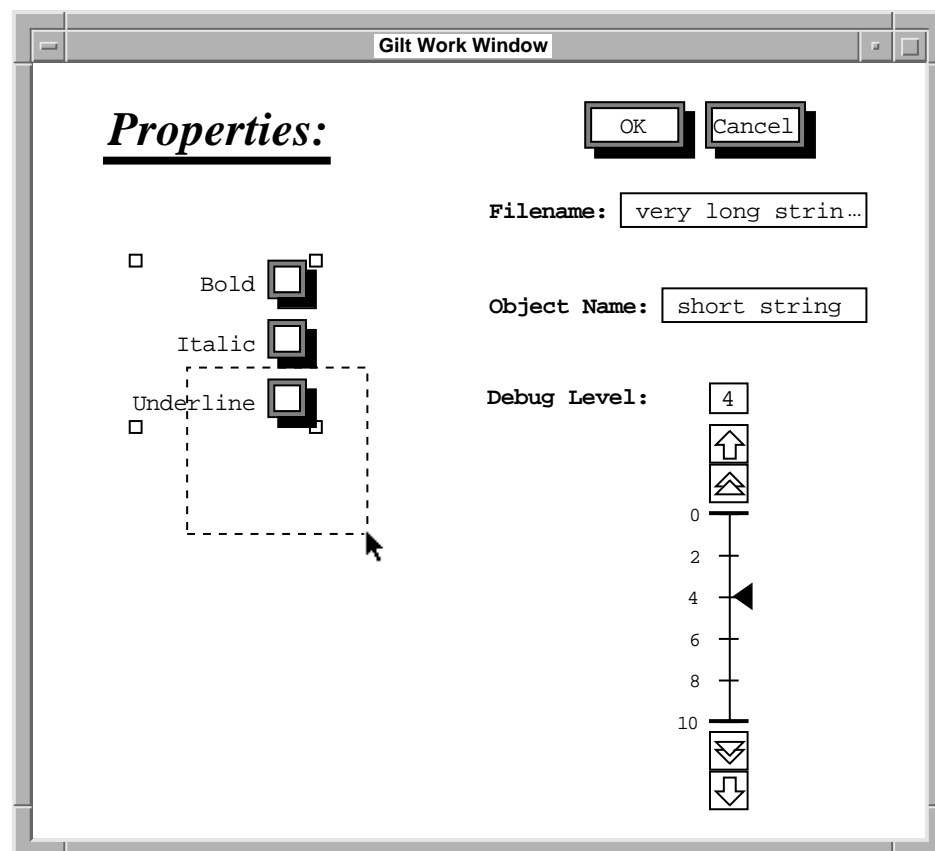 Gilt Work Window
Properties:
OK
Cancel
Filename: very long strin...
Bold
Object Name: short string
Italic
Underline
Debug Level: 4
0
2
4
6
8
10